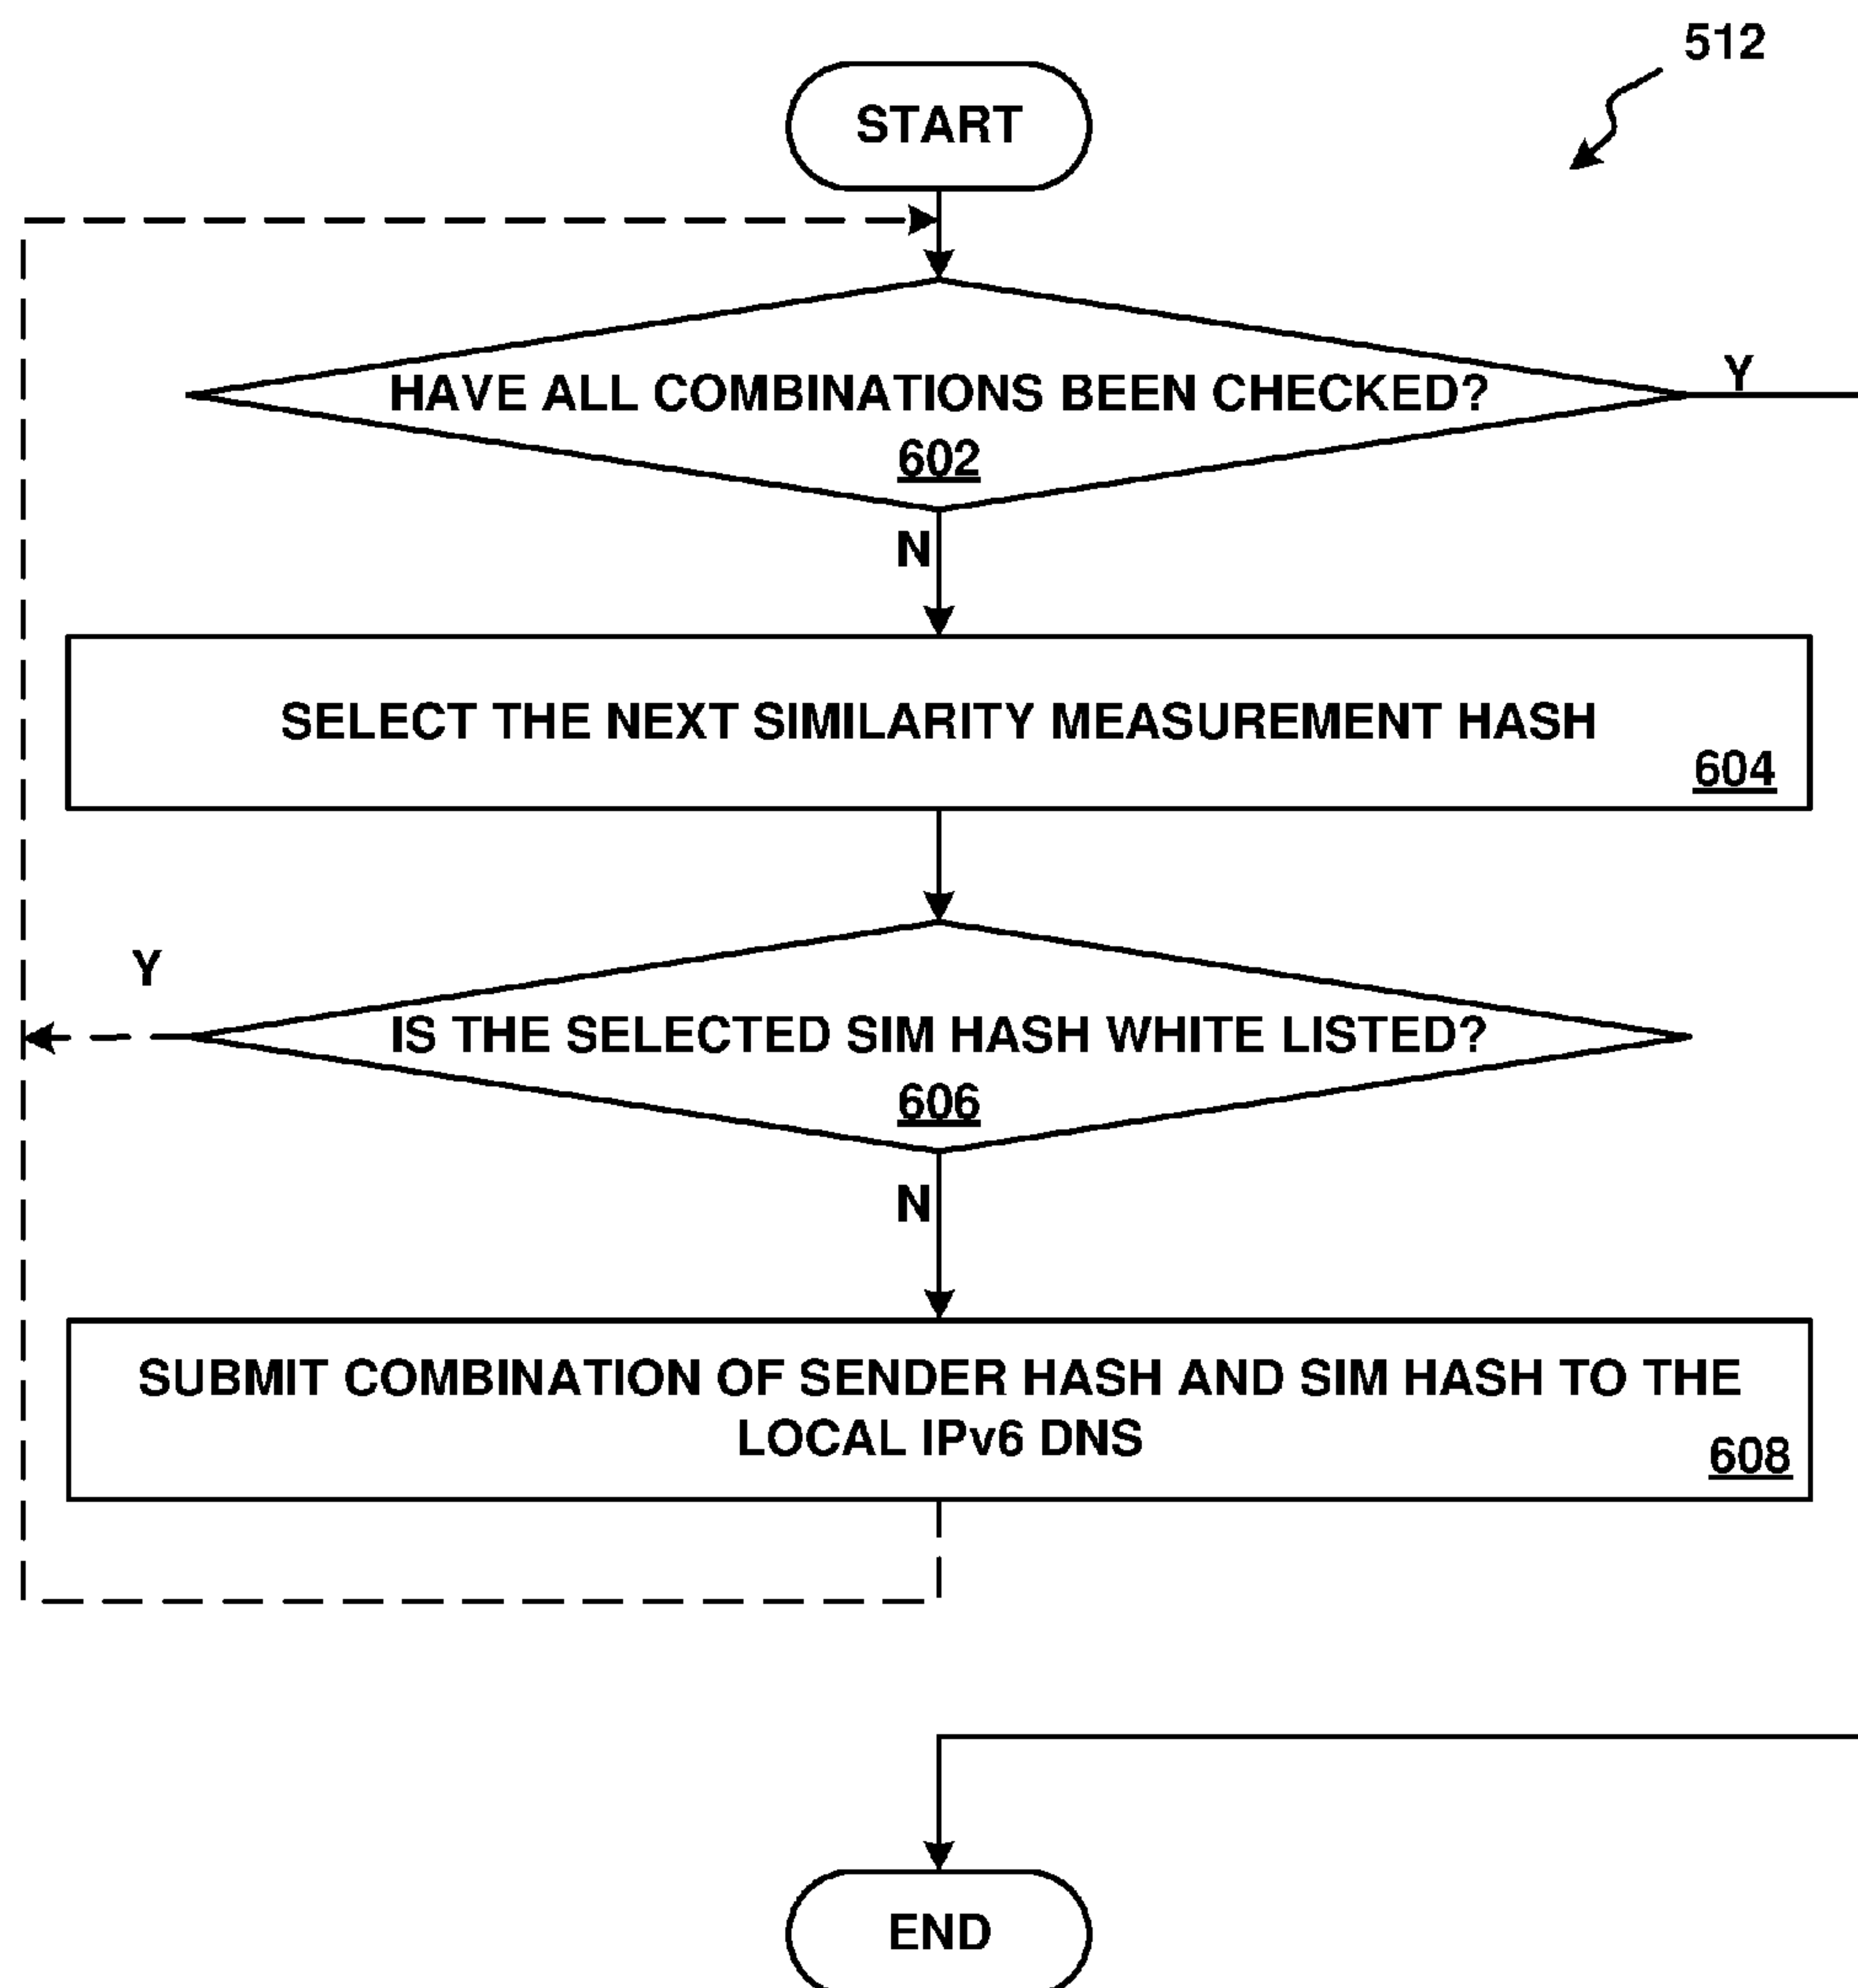 512
START
HAVE ALL COMBINATIONS BEEN CHECKED?
602
Y
N
SELECT THE NEXT SIMILARITY MEASUREMENT HASH
604
Y
IS THE SELECTED SIM HASH WHITE LISTED?
606
N
SUBMIT COMBINATION OF SENDER HASH AND SIM HASH TO THE
LOCAL IPv6 DNS
608
END